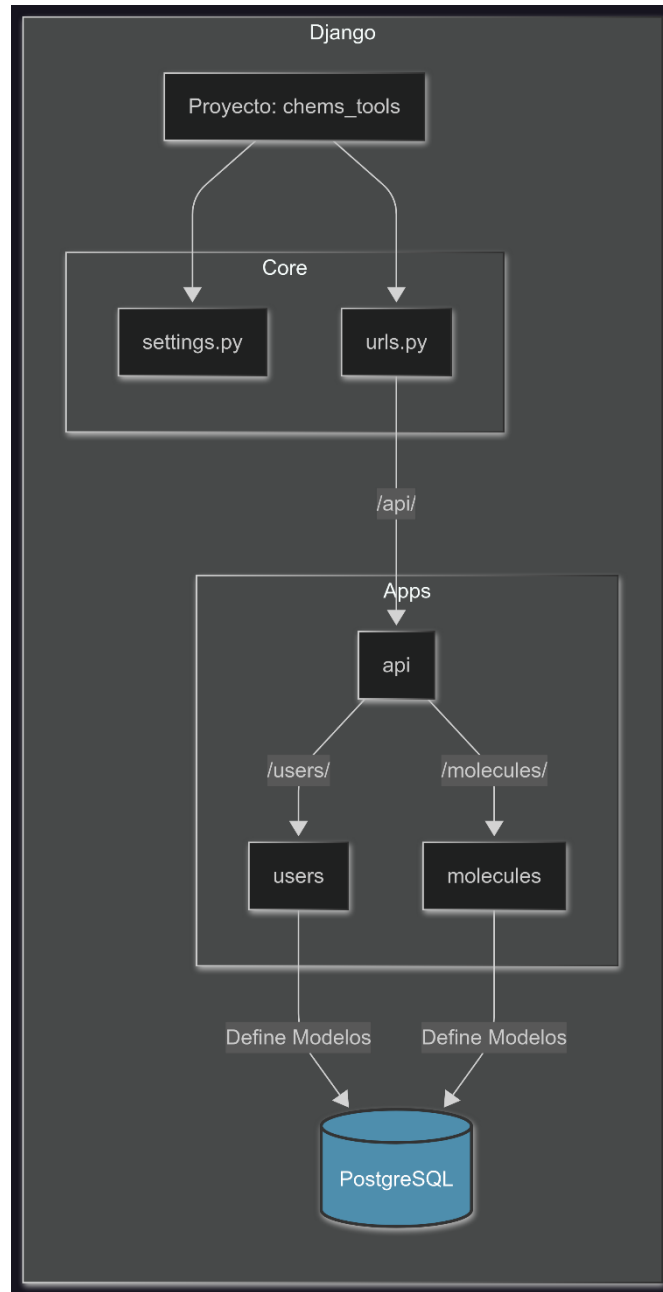 Django
Proyecto: chems_tools
Core
settings.py
urls.py
/api/
Apps
api
/users/
/molecules/
users
molecules
Define Modelos
Define Modelos
PostgreSQL